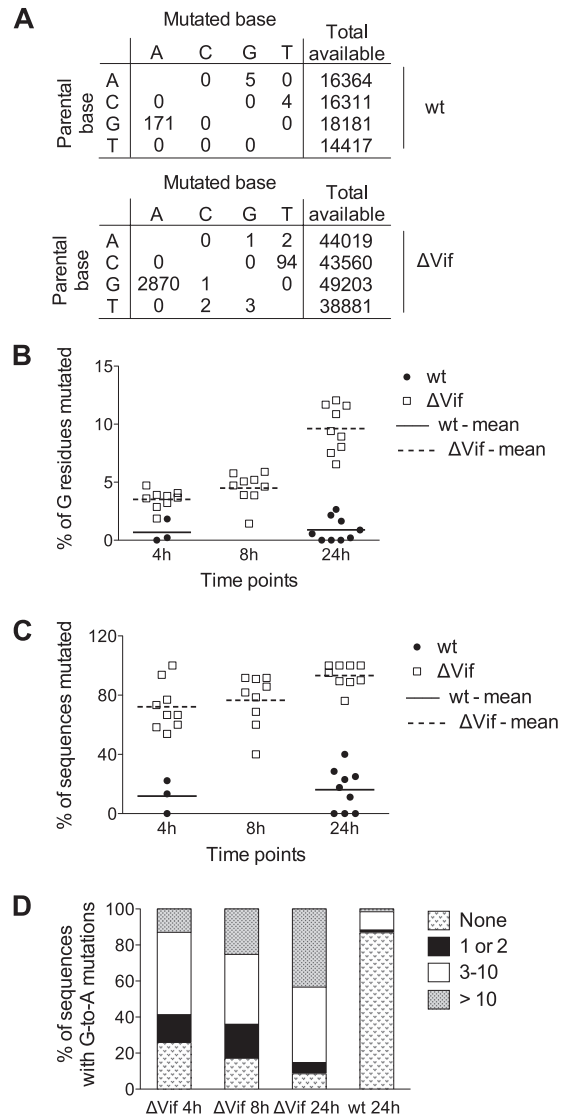 A
Mutated base
Total available
A C G T
A 0 5 0 16364
C 0 0 4 16311
G 171 0 0 18181
T 0 0 0 14417
Parental base
wt
Mutated base
Total available
A C G T
A 0 1 2 44019
C 0 0 94 43560
G 2870 1 0 49203
T 0 2 3 38881
Parental base
ΔVif
B
% of G residues mutated
15
10
5
0
4h 8h 24h
Time points
wt
ΔVif
wt - mean
ΔVif - mean
C
% of sequences mutated
120
80
40
0
4h 8h 24h
Time points
wt
ΔVif
wt - mean
ΔVif - mean
D
% of sequences
with G-to-A mutations
100
80
60
40
20
0
ΔVif 4h ΔVif 8h ΔVif 24h wt 24h
None
1 or 2
3-10
> 10